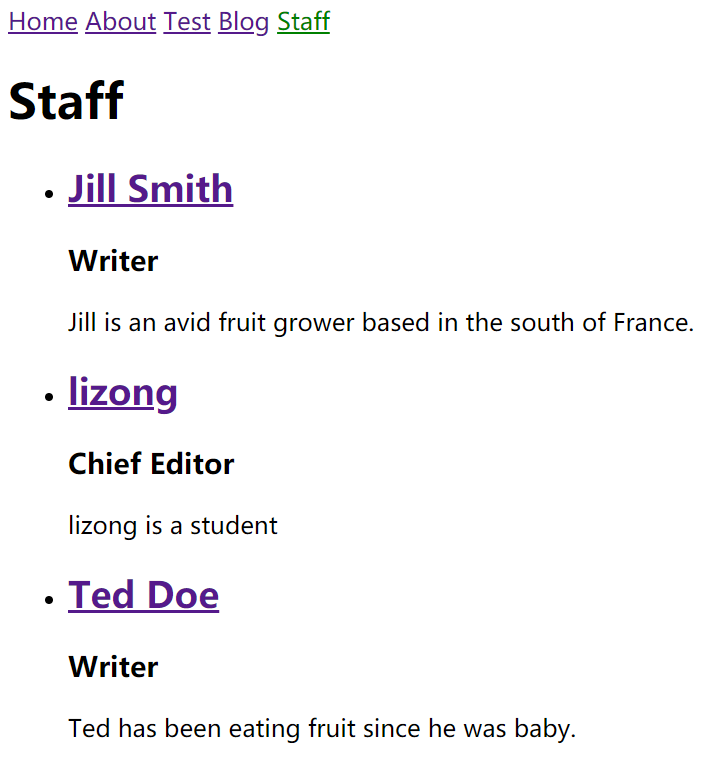 Home About Test Blog Staff
Staff
Jill Smith
Writer
Jill is an avid fruit grower based in the south of France.
lizong
Chief Editor
lizong is a student
Ted Doe
Writer
Ted has been eating fruit since he was baby.